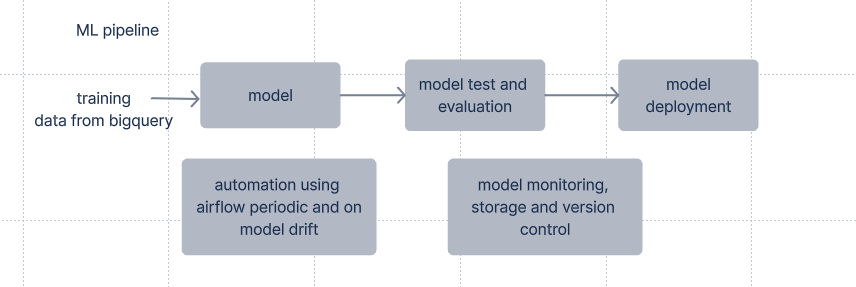 ML pipeline
training
data from bigquery
model
model test and
evaluation
model
deployment
automation using
airflow periodic and on
model drift
model monitoring,
storage and version
control